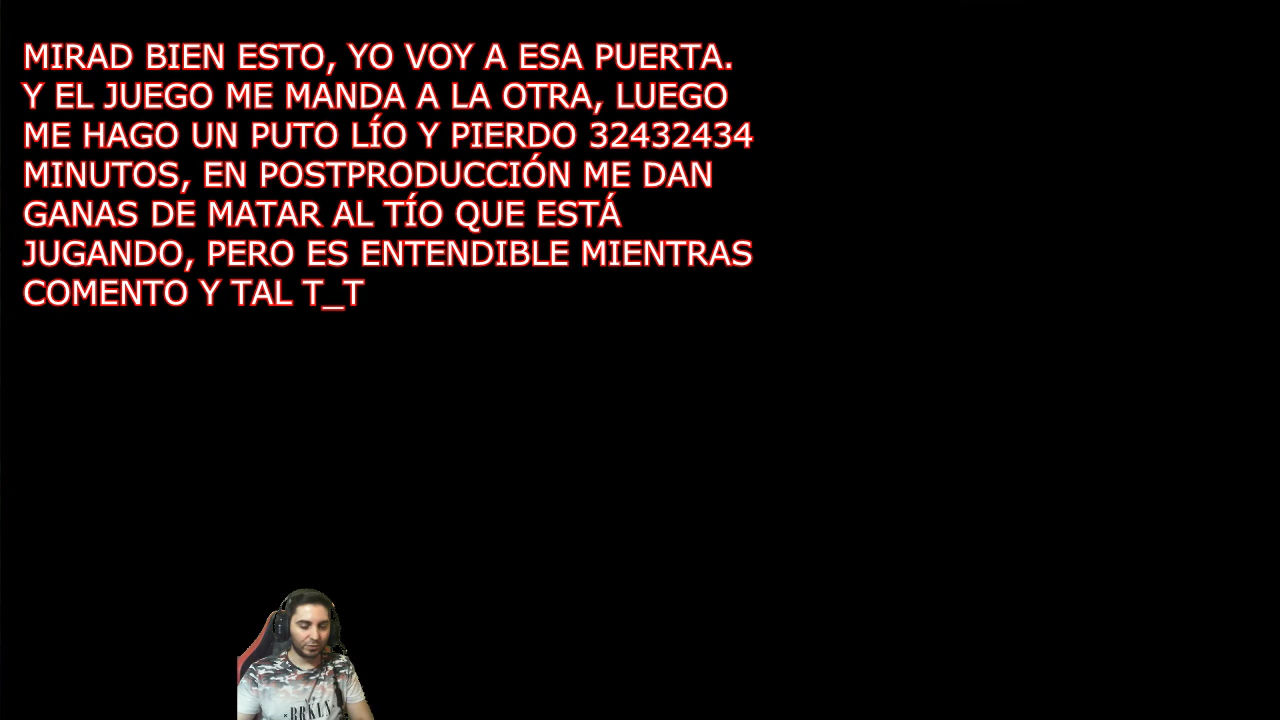 MIRAD BIEN ESTO, YO VOY A ESA PUERTA.
Y EL JUEGO ME MANDA A LA OTRA, LUEGO
ME HAGO UN PUTO LÍO Y PIERDO 32432434
MINUTOS, EN POSTPRODUCCIÓN ME DAN
GANAS DE MATAR AL TÍO QUE ESTÁ
JUGANDO, PERO ES ENTENDIBLE MIENTRAS
COMENTO Y TAL T_T
BRKLN